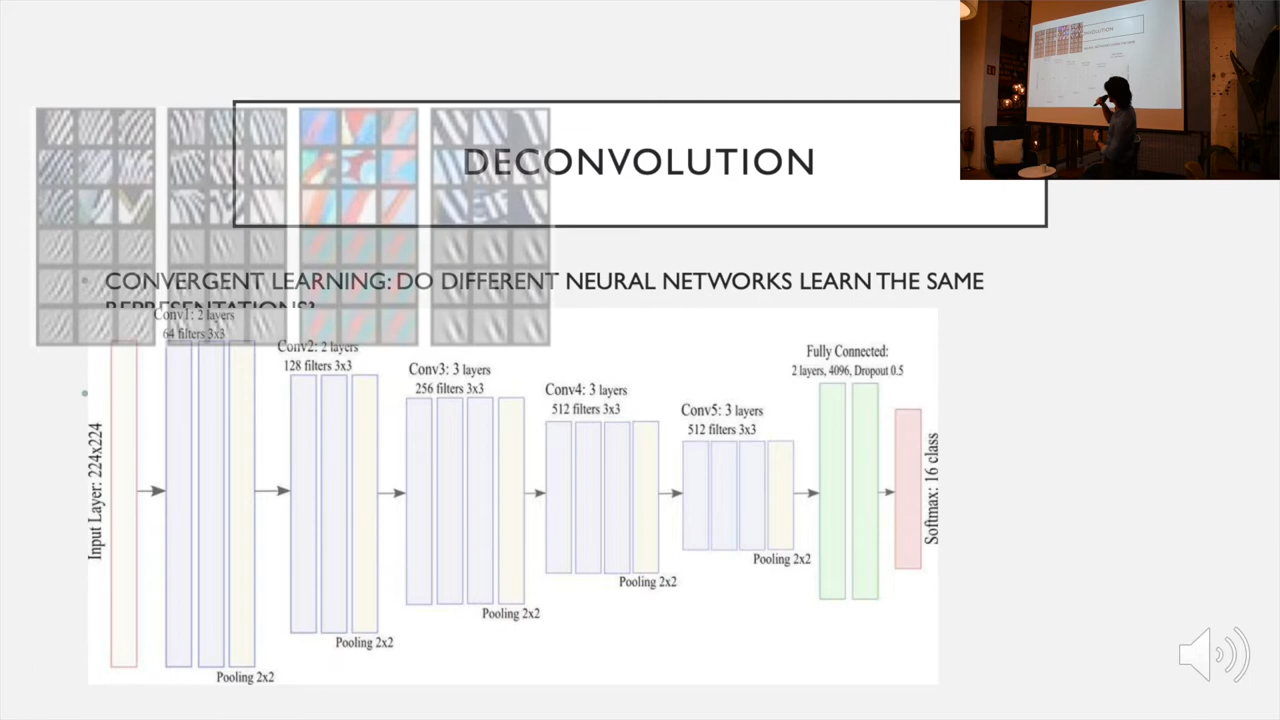 DECONVOLUTION
CONVERGENT LEARNING: DO DIFFERENT NEURAL NETWORKS LEARN THE SAME
REPRESENTATIONS?
Conv1: 2 layers
64 filters 3x3
Conv2: 2 layers
128 filters 3x3
Conv3: 3 layers
256 filters 3x3
Conv4: 3 layers
512 filters 3x3
Conv5: 3 layers
512 filters 3x3
Fully Connected:
2 layers, 4096, Dropout 0.5
Input Layer: 224x224
Softmax: 16 class
Pooling 2x2
Pooling 2x2
Pooling 2x2
Pooling 2x2
Pooling 2x2